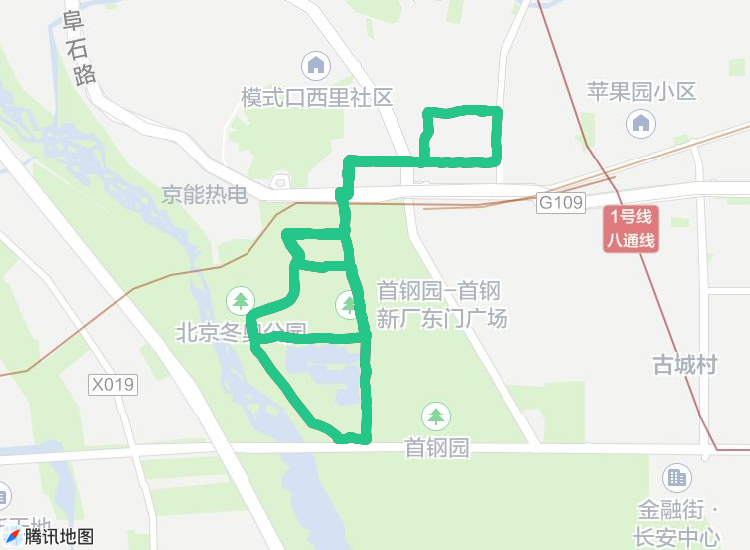 阜石路
模式口西里社区
苹果园小区
京能热电
G109
1号线
八通线
首钢园-首钢
新厂东门广场
北京冬奥公园
X019
古城村
首钢园
金融街·
长安中心
腾讯地图